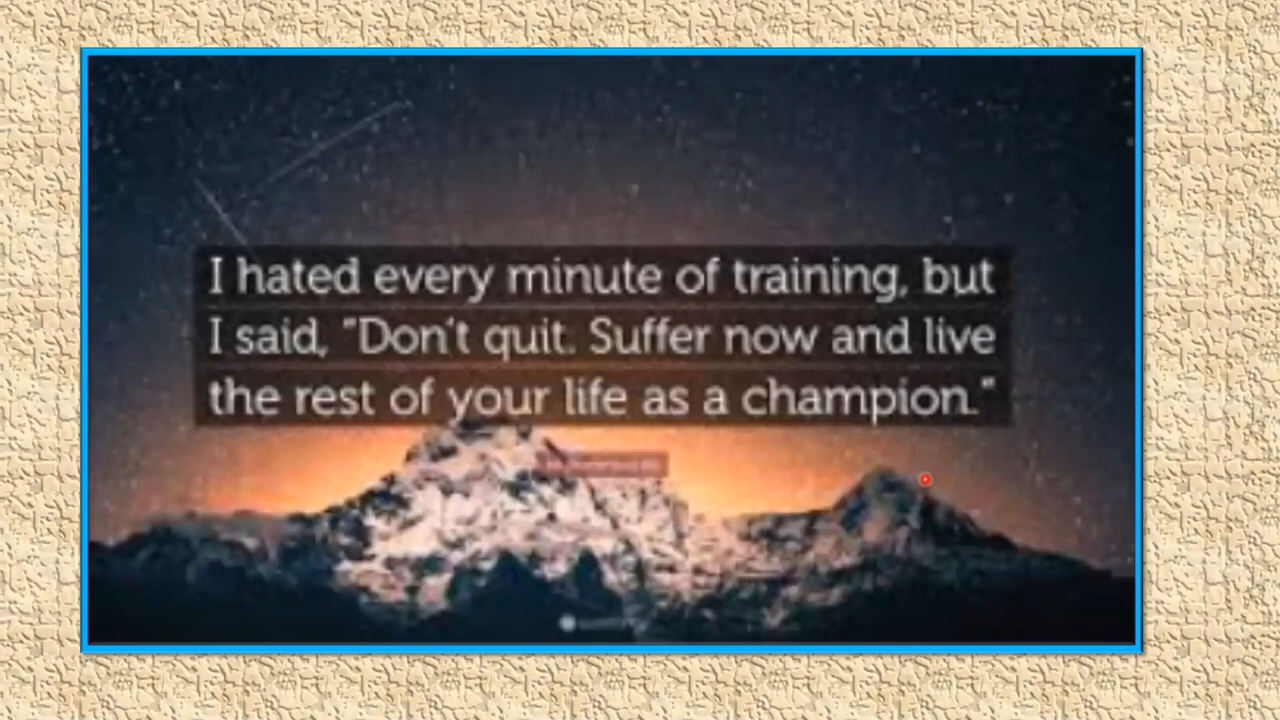 I hated every minute of training, but
I said, "Don't quit. Suffer now and live
the rest of your life as a champion."